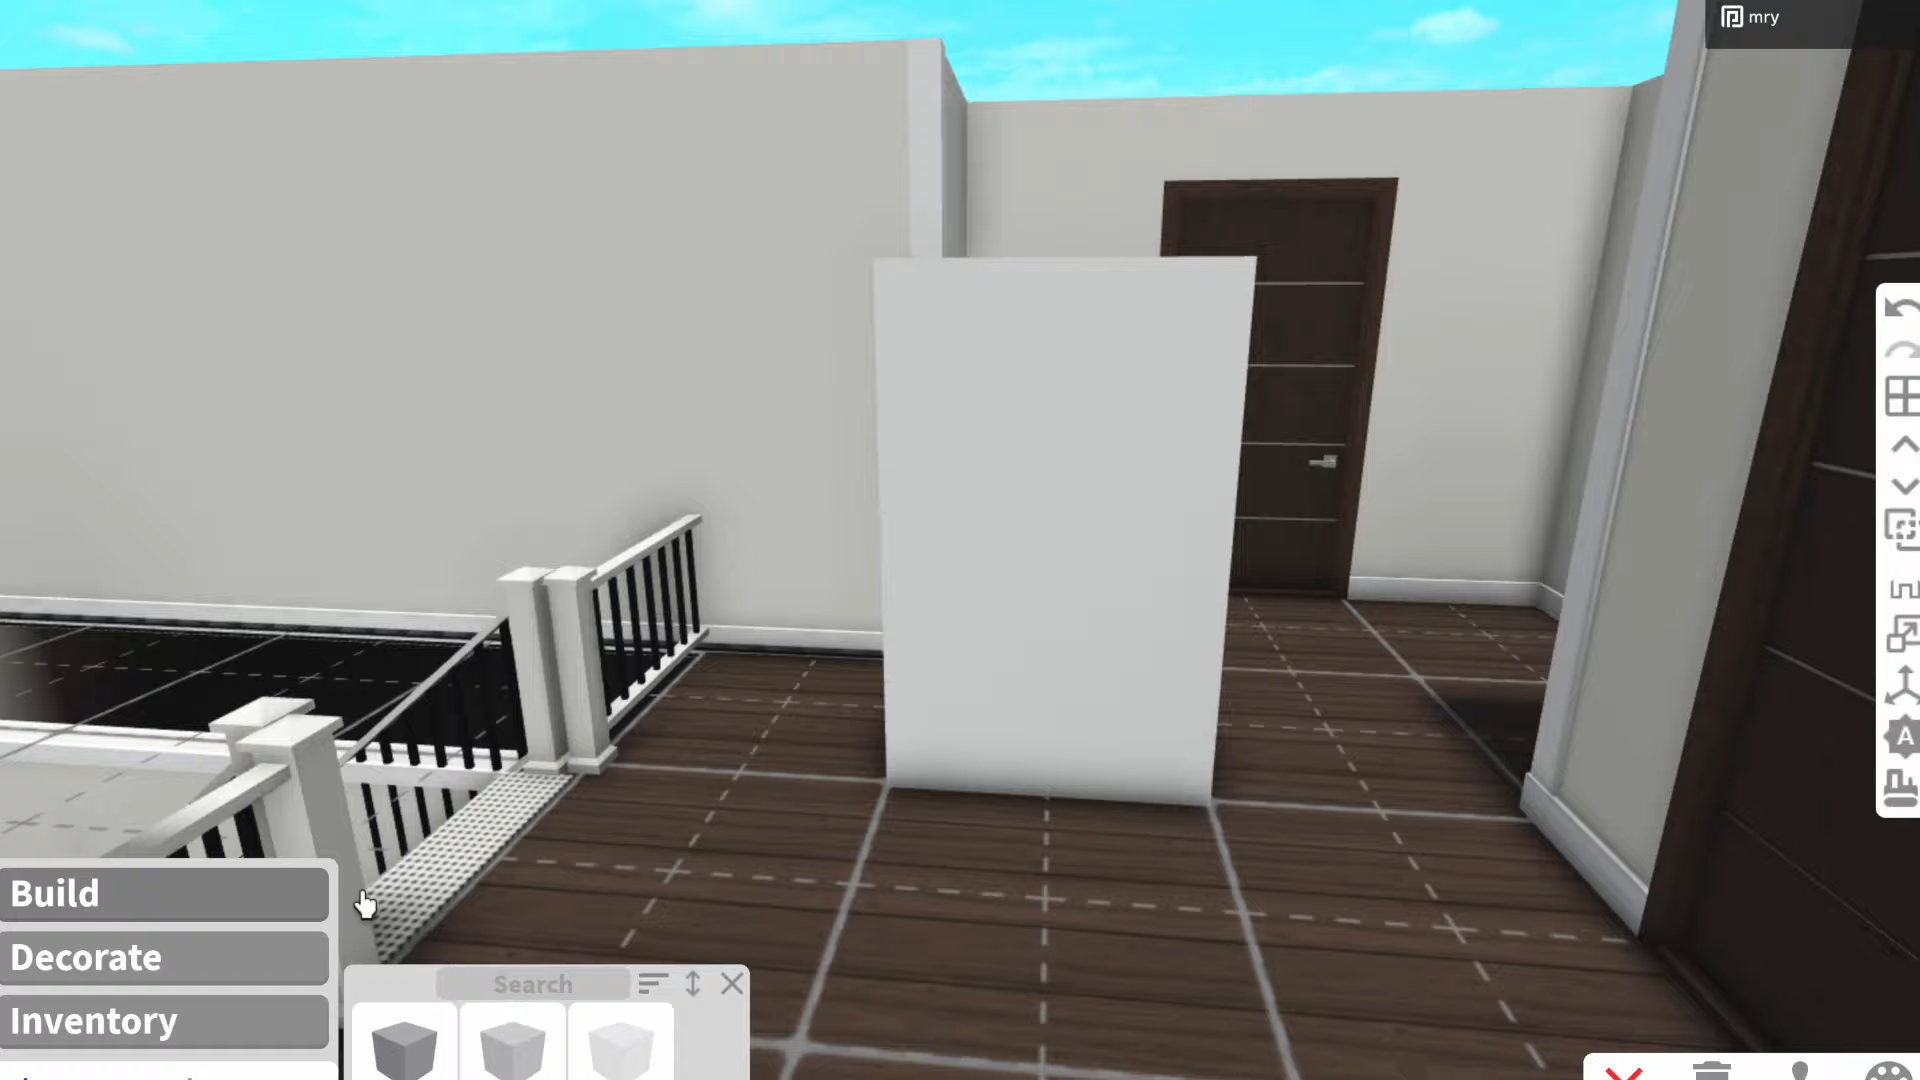 mry
A
Build
Decorate
Inventory
Search